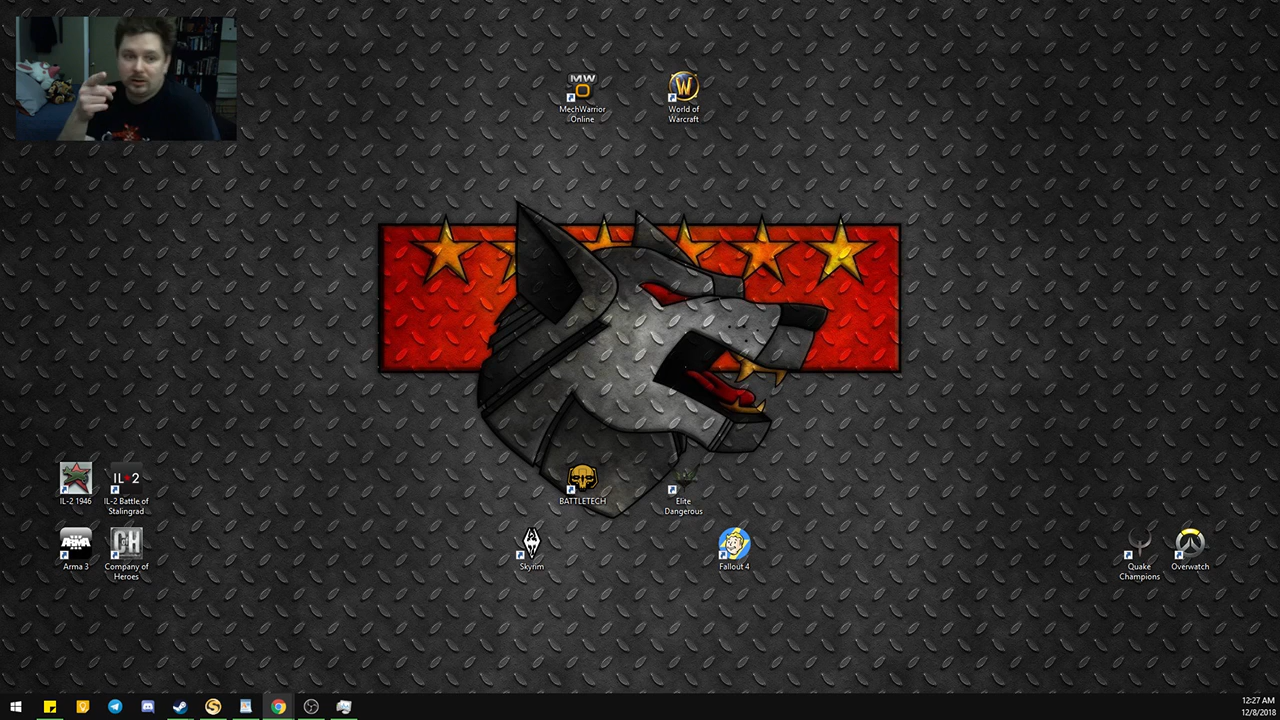 MW
O
MechWarrior
Online
W
World of
Warcraft
IL-2 1946
IL★2
IL-2 Battle of
Stalingrad
BATTLETECH
Elite
Dangerous
ARMA
Arma 3
CofH
Company of
Heroes
Skyrim
Fallout 4
Quake
Champions
Overwatch
12:27 AM
12/8/2018